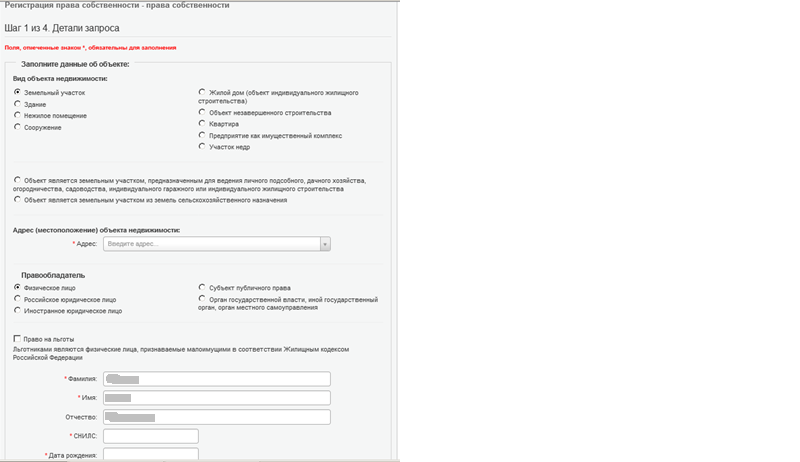 Регистрация права собственности - права собственности
Шаг 1 из 4. Детали запроса
Поля, отмеченные знаком *, обязательны для заполнения
Заполните данные об объекте:
Вид объекта недвижимости:
Земельный участок
Здание
Нежилое помещение
Сооружение
Жилой дом (объект индивидуального жилищного
строительства)
Объект незавершенного строительства
Квартира
Предприятие как имущественный комплекс
Участок недр
Объект является земельным участком, предназначенным для ведения личного подсобного, дачного хозяйства,
огородничества, садоводства, индивидуального гаражного или индивидуального жилищного строительства
Объект является земельным участком из земель сельскохозяйственного назначения
Адрес (местоположение) объекта недвижимости:
* Адрес: Введите адрес...
Правообладатель
Физическое лицо
Российское юридическое лицо
Иностранное юридическое лицо
Субъект публичного права
Орган государственной власти, иной государственный
орган, орган местного самоуправления
Право на льготы
Льготниками являются физические лица, признаваемые малоимущими в соответствии Жилищным кодексом
Российской Федерации
* Фамилия:
* Имя:
Отчество:
* СНИЛС:
* Дата рождения: